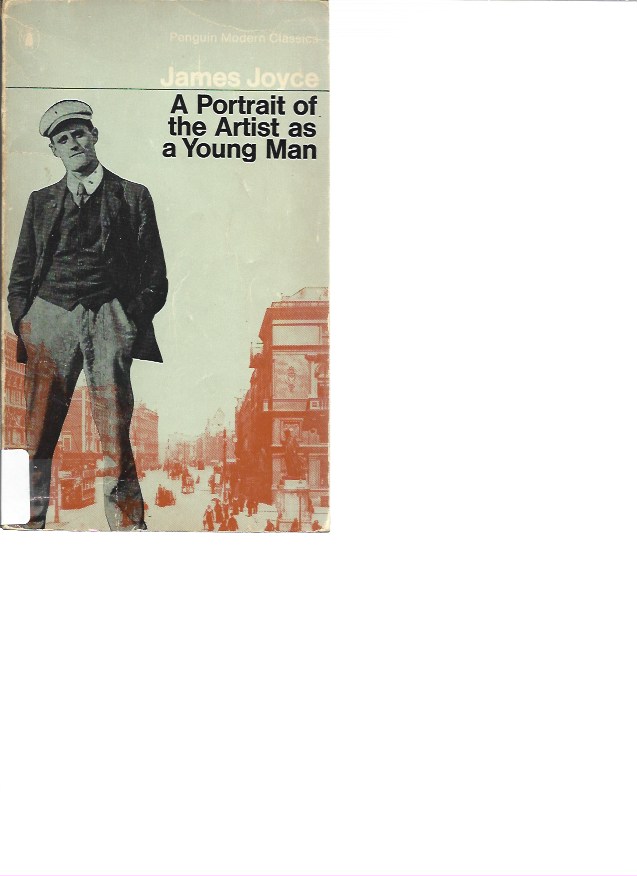 Penguin Modern Classics
James Joyce
A Portrait of
the Artist as
a Young Man